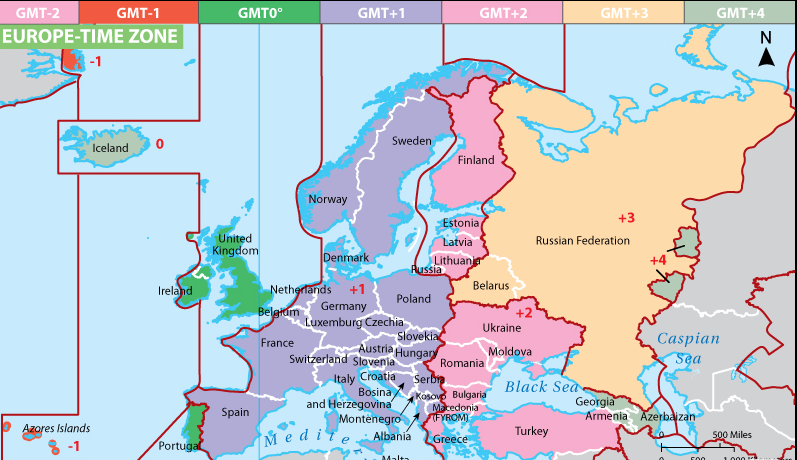 GMT-2 GMT-1 GMT0° GMT+1 GMT+2 GMT+3 GMT+4
EUROPE-TIME ZONE
N
-1
Iceland
0
Sweden
Finland
Norway
+3
Estonia
United
Kingdom
Latvia
Russian Federation
Denmark
Lithuania
+4
Russia
Ireland
Netherlands
+1
Belarus
Germany
Poland
Belgium
+2
Luxemburg
Czechia
Ukraine
Slovekia
France
Caspian
Sea
Austria
Hungary
Moldova
Switzerland
Slovenia
Romania
Italy
Croatia
Serbia
Black Sea
Bosina
and Herzegovina
Kosovo
Bulgaria
Georgia
Spain
Macedonia
(FYROM)
Armenia
Azerbaizan
Montenegro
Azores Islands
Turkey
Albania
Greece
0
500 Miles
-1
Portugal
Mediter
Malta
0
500
1,000 Kilometers